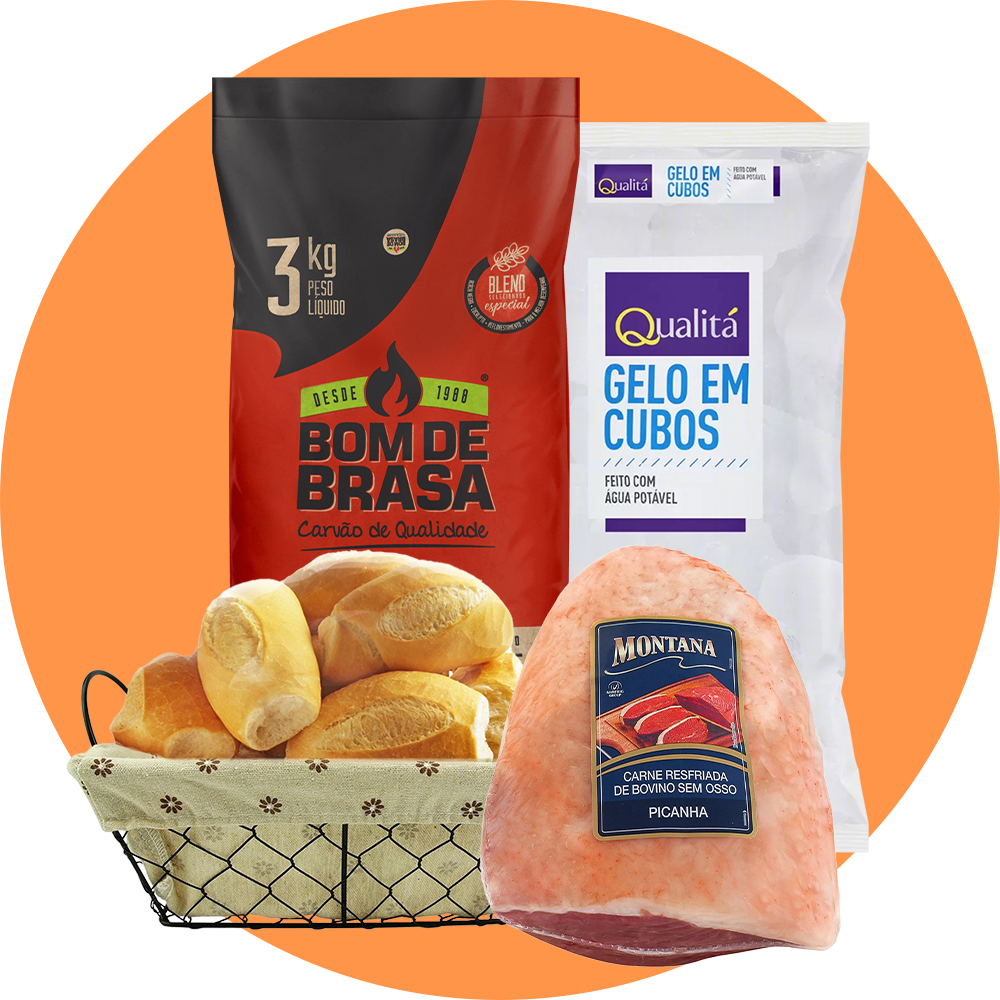 3 kg
PESO
LÍQUIDO
BLEND
SELECIONADO
especial
DESDE 1988
®
BOM DE
BRASA
Carvão de Qualidade
Qualitá
GELO EM
CUBOS
FEITO COM
ÁGUA POTÁVEL
Qualitá
GELO EM
CUBOS
FEITO COM
ÁGUA POTÁVEL
MONTANA
CARNE RESFRIADA
DE BOVINO SEM OSSO
PICANHA